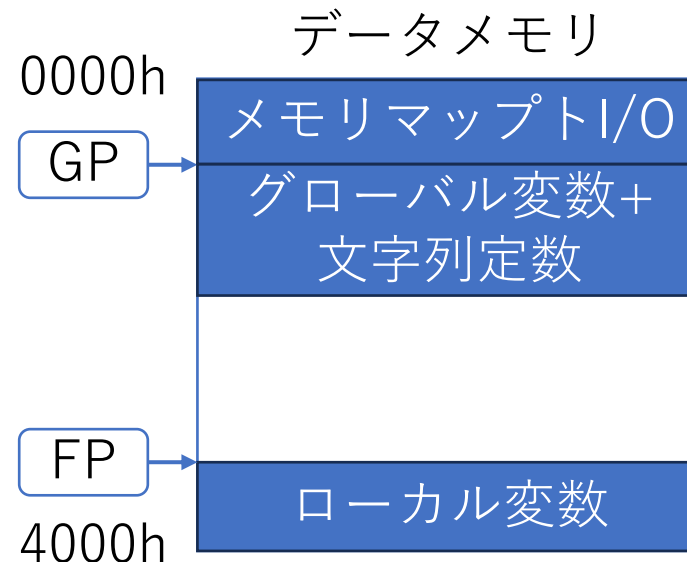 データメモリ
0000h
メモリマップトI/O
GP
グローバル変数+
文字列定数
FP
ローカル変数
4000h